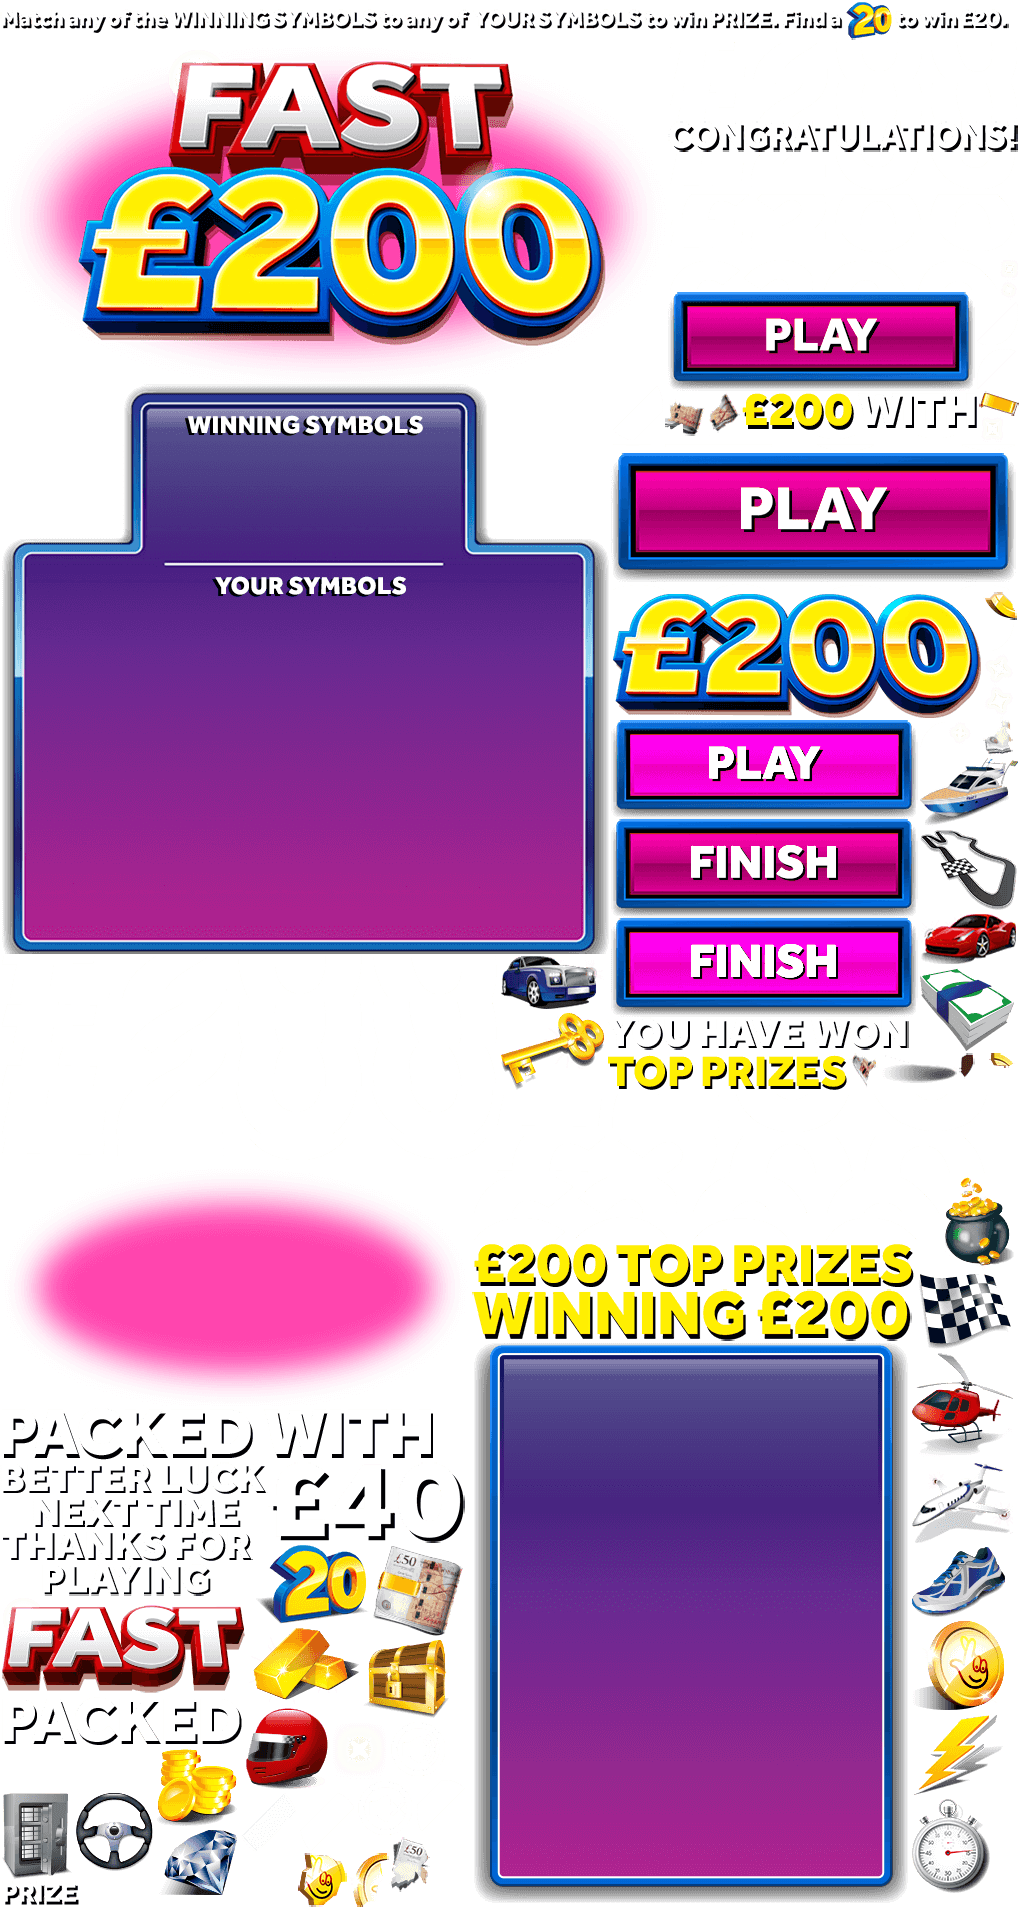 Match any of the WINNING SYMBOLS to any of YOUR SYMBOLS to win PRIZE. Find a 20 to win £20.
FAST
£200
CONGRATULATIONS!
PLAY
£200 WITH
WINNING SYMBOLS
PLAY
YOUR SYMBOLS
£200
PLAY
FINISH
FINISH
YOU HAVE WON
TOP PRIZES
£200 TOP PRIZES
WINNING £200
PACKED WITH
BETTER LUCK
NEXT TIME
£40
THANKS FOR
PLAYING
20
£50
FAST
PACKED
£50
PRIZE